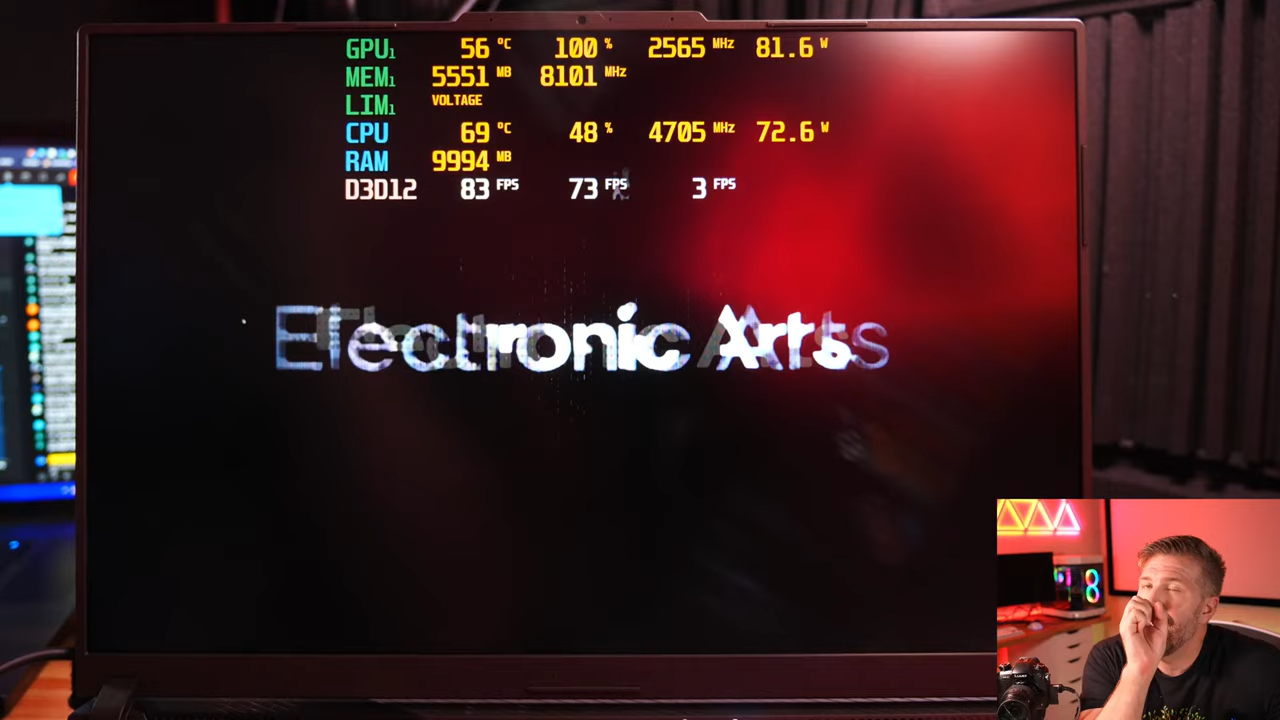 GPU1 56 °C 100 % 2565 MHz 81.6 W
MEM1 5551 MB 8101 MHz
LIM1 VOLTAGE
CPU 69 °C 48 % 4705 MHz 72.6 W
RAM 9994 MB
D3D12 83 FPS 73 FPS 3 FPS
Electronic Arts